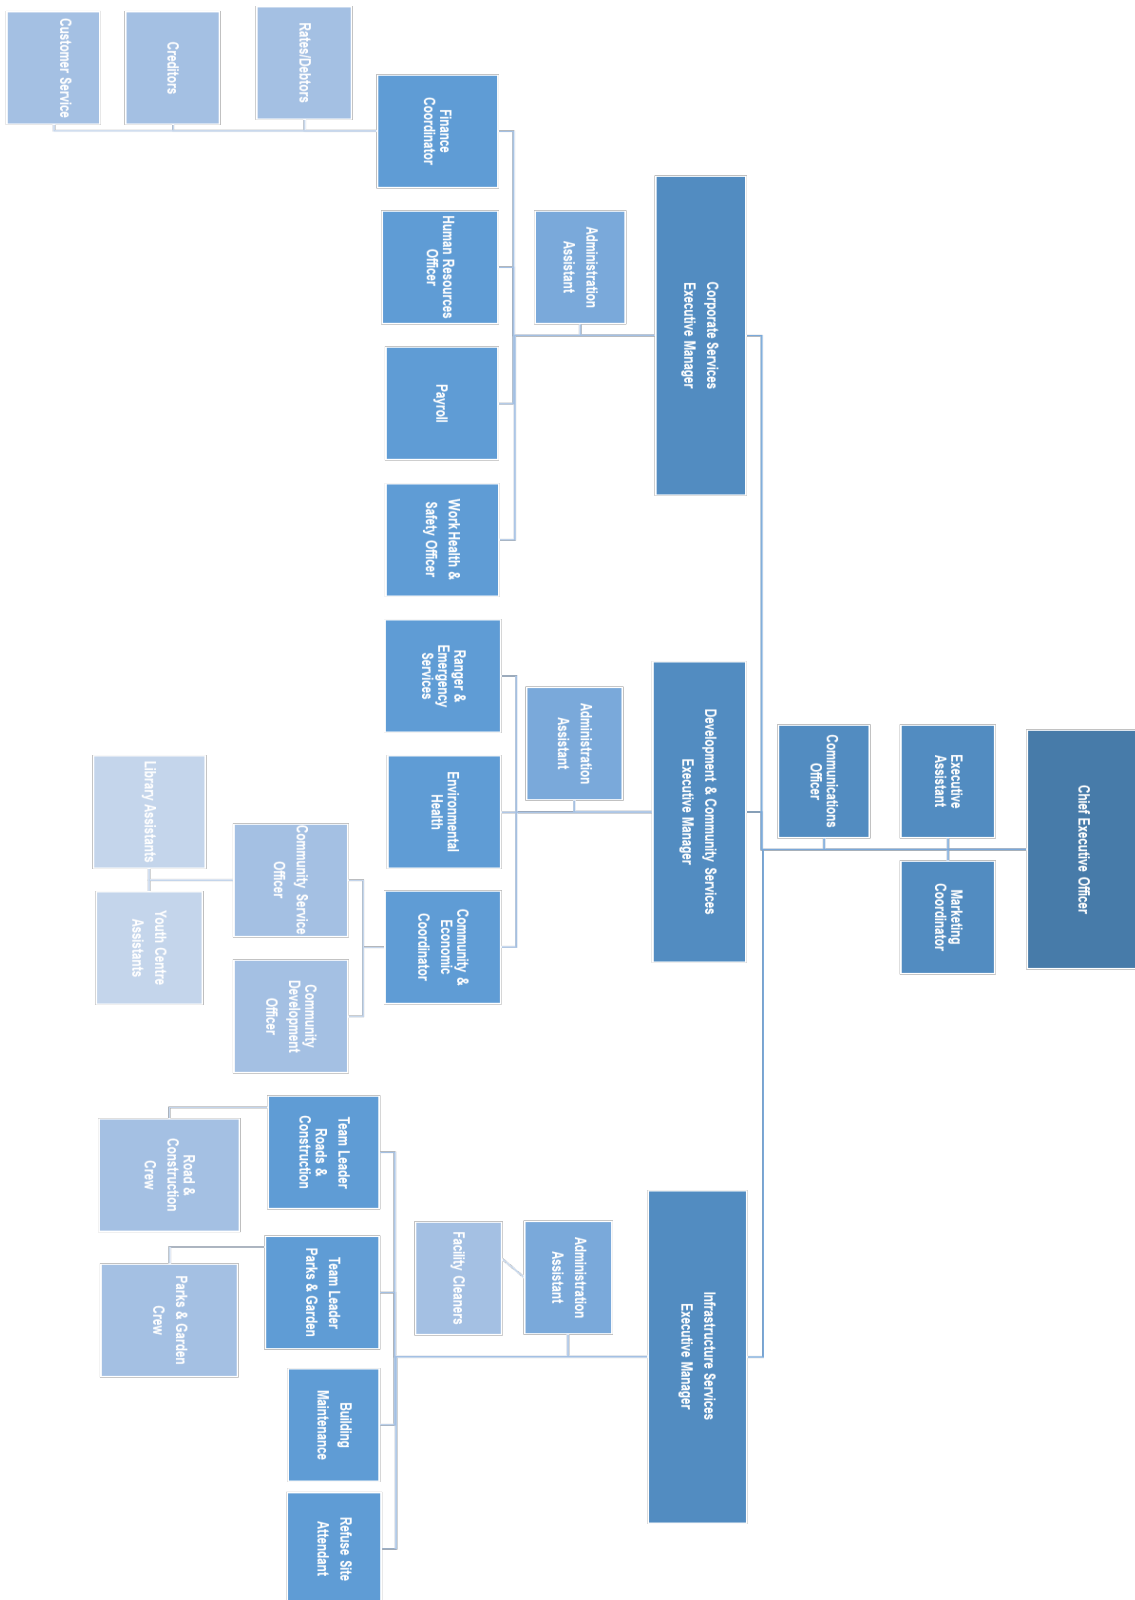 Chief Executive Officer
Executive
Assistant
Marketing
Coordinator
Communications
Officer
Corporate Services
Executive Manager
Development & Community Services
Executive Manager
Infrastructure Services
Executive Manager
Administration
Assistant
Administration
Assistant
Administration
Assistant
Facility Cleaners
Finance
Coordinator
Human Resources
Officer
Payroll
Work Health &
Safety Officer
Ranger &
Emergency
Services
Environmental
Health
Community &
Economic
Coordinator
Team Leader
Roads &
Construction
Team Leader
Parks & Garden
Building
Maintenance
Refuse Site
Attendant
Rates/Debtors
Creditors
Customer Service
Community Service
Officer
Community
Development
Officer
Library Assistants
Youth Centre
Assistants
Road &
Construction
Crew
Parks & Garden
Crew